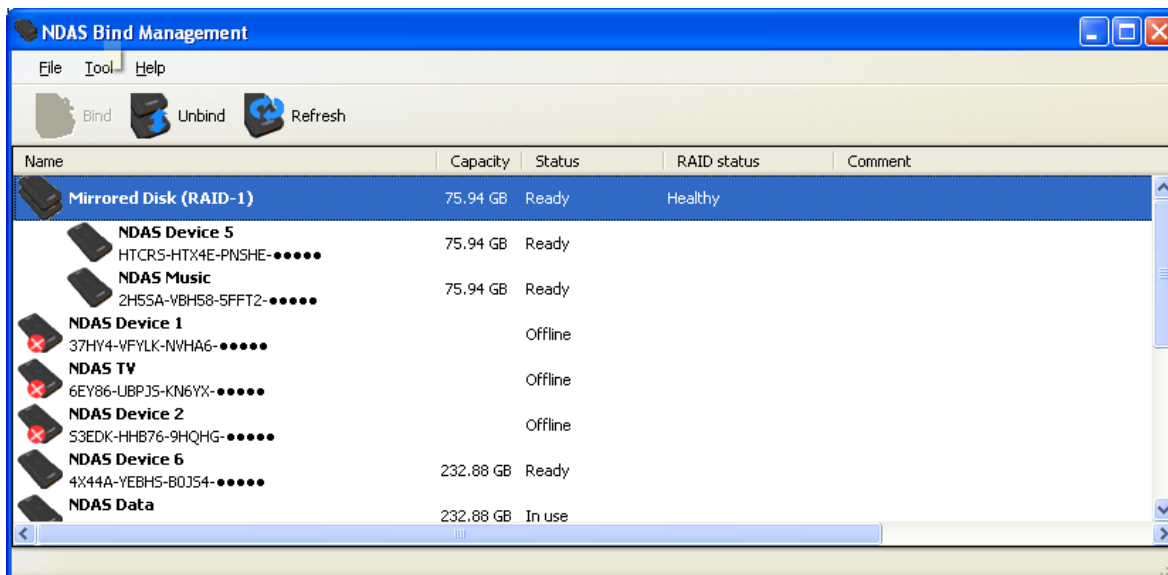 NDAS Bind Management
File Tool Help
Bind Unbind Refresh
Name Capacity Status RAID status Comment
Mirrored Disk (RAID-1) 75.94 GB Ready Healthy
NDAS Device 5
HTCRS-HTX4E-PNSHE-●●●●● 75.94 GB Ready
NDAS Music
2H5SA-VBH58-5FFT2-●●●●● 75.94 GB Ready
NDAS Device 1
37HY4-VFYLK-NVHA6-●●●●● Offline
NDAS TV
6EY86-UBPJS-KN6YX-●●●●● Offline
NDAS Device 2
S3EDK-HHB76-9HQHG-●●●●● Offline
NDAS Device 6
4X44A-YEBHS-B0JS4-●●●●● 232.88 GB Ready
NDAS Data
232.88 GB In use